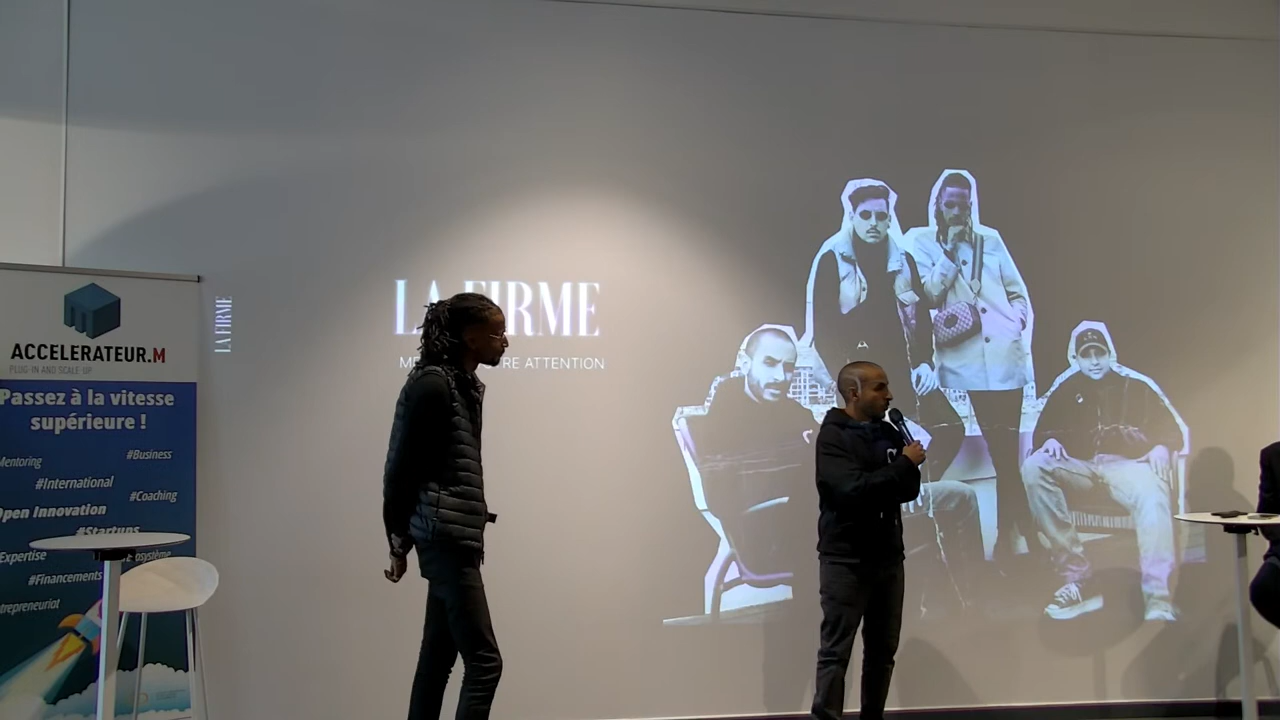 ACCELERATEUR.M
PLUG-IN AND SCALE UP
Passez à la vitesse
supérieure !
Mentoring
#Business
#International
#Coaching
Open Innovation
#Startups
Expertise
#Financements
LA FIRME
LA FIRME
ATTENTION